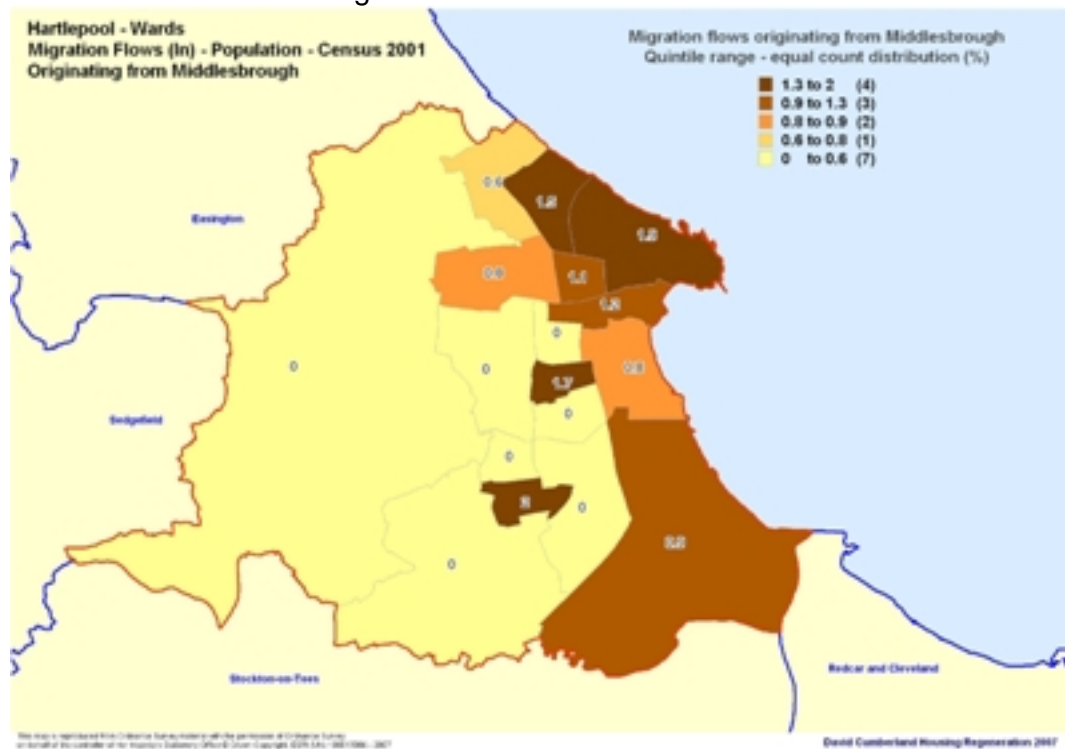 Hartlepool - Wards
Migration Flows (In) - Population - Census 2001
Originating from Middlesbrough
Migration flows originating from Middlesbrough
Quintile range - equal count distribution (%)
1.3 to 2 (4)
0.9 to 1.3 (3)
0.8 to 0.9 (2)
0.6 to 0.8 (1)
0 to 0.6 (7)
0.6
1.5
Easington
1.1
1.2
0
0
0
1.7
0
Sedgefield
0
2
0
0
Stockton-on-Tees
Redcar and Cleveland
David Cumberland Housing Regeneration 2007